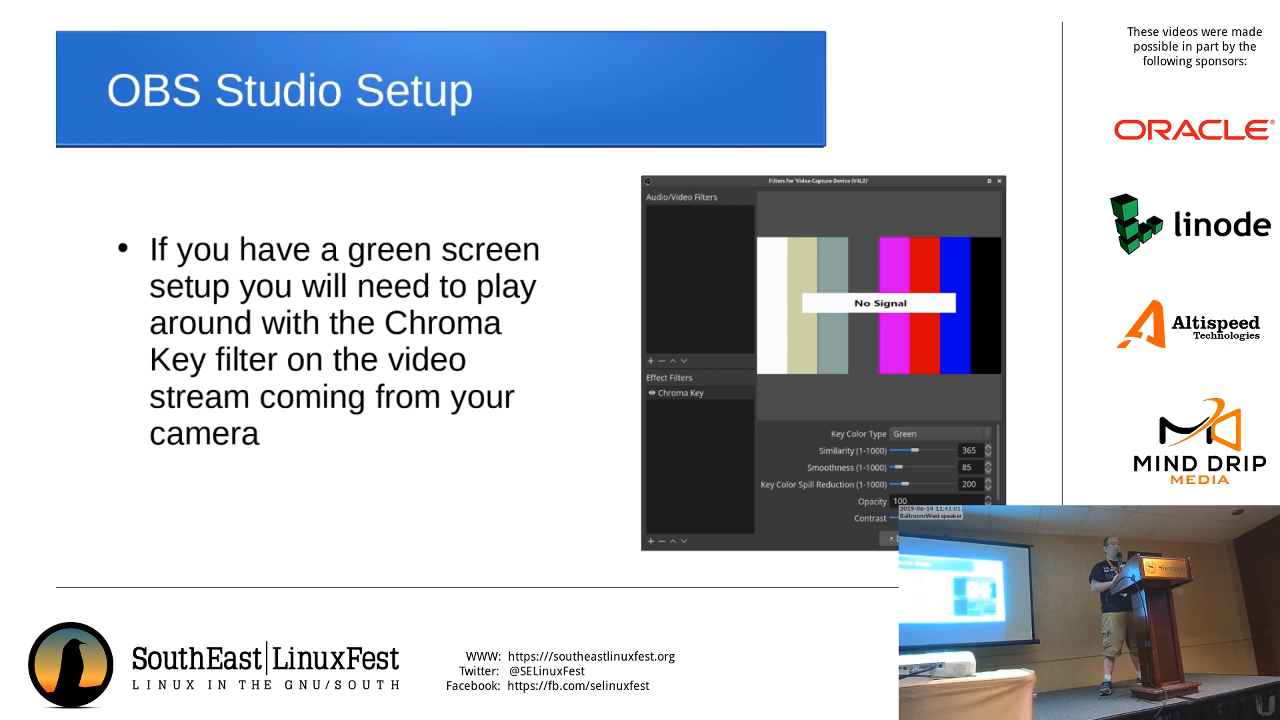 These videos were made
possible in part by the
following sponsors:
OBS Studio Setup
ORACLE®
linode
Altispeed
Technologies
MIND DRIP
MEDIA
If you have a green screen
setup you will need to play
around with the Chroma
Key filter on the video
stream coming from your
camera
Filters for 'Video Capture Device (V4L2)'
Audio/Video Filters
No Signal
Effect Filters
Chroma Key
Key Color Type Green
Similarity (1-1000) 365
Smoothness (1-1000) 85
Key Color Spill Reduction (1-1000) 200
Opacity 100
Contrast
2019-06-14 11:41:01
BallroomWest speaker
SouthEast LinuxFest
LINUX IN THE GNU/SOUTH
WWW: https://southeastlinuxfest.org
Twitter: @SELinuxFest
Facebook: https://fb.com/selinuxfest